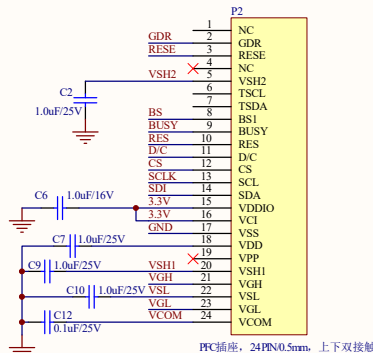 P2
1 NC
GDR 2 GDR
RESE 3 RESE
4 NC
VSH2 5 VSH2
6 TSCL
7 TSDA
BS 8 BS1
BUSY 9 BUSY
RES 10 RES
D/C 11 D/C
CS 12 CS
SCLK 13 SCL
SDI 14 SDA
3.3V 15 VDDIO
3.3V 16 VCI
GND 17 VSS
18 VDD
19 VPP
VSH1 20 VSH1
VGH 21 VGH
VSL 22 VSL
VGL 23 VGL
VCOM 24 VCOM
C2
1.0uF/25V
C6 1.0uF/16V
C7 1.0uF/25V
C9 1.0uF/25V
C10 1.0uF/25V
C12
0.1uF/25V
PFC插座，24PIN/0.5mm，上下双接触